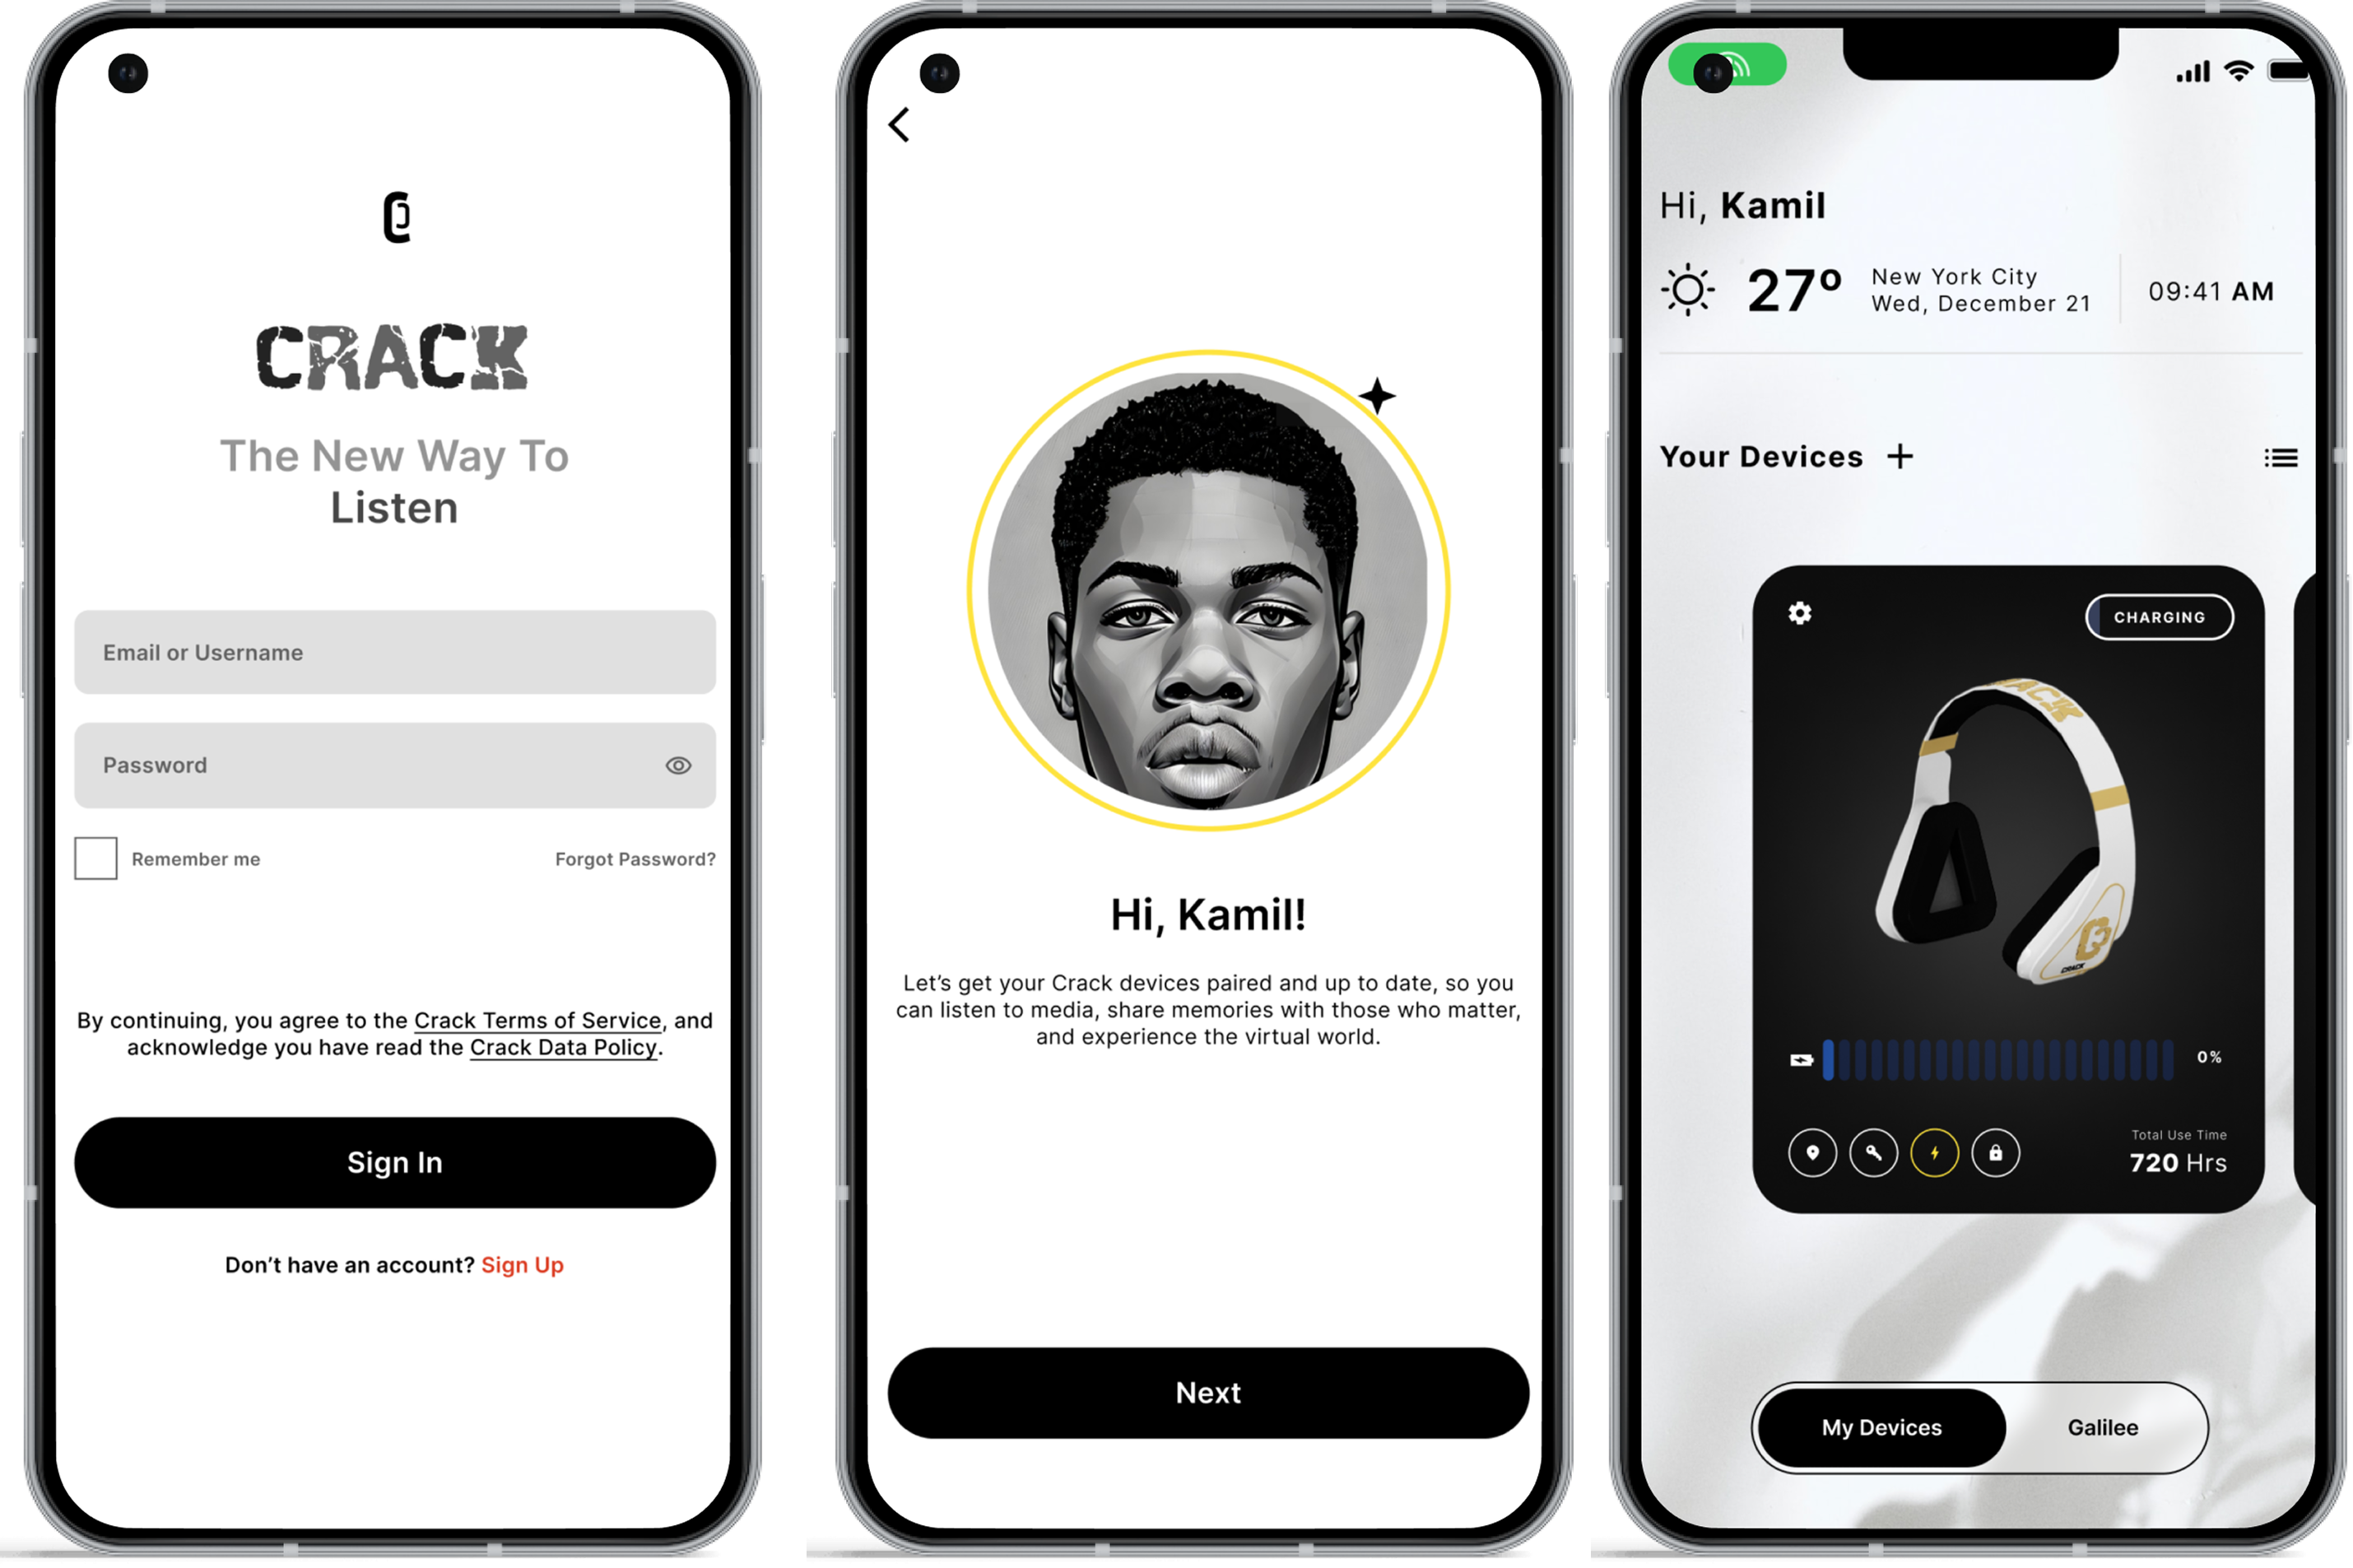 CRACK
The New Way To
Listen
Email or Username
Password
Remember me
Forgot Password?
By continuing, you agree to the Crack Terms of Service, and
acknowledge you have read the Crack Data Policy.
Sign In
Don’t have an account? Sign Up
Hi, Kamil!
Let’s get your Crack devices paired and up to date, so you
can listen to media, share memories with those who matter,
and experience the virtual world.
Next
Hi, Kamil
27º
New York City
Wed, December 21
09:41 AM
Your Devices +
CHARGING
CRACK
0%
Total Use Time
720 Hrs
My Devices
Galilee